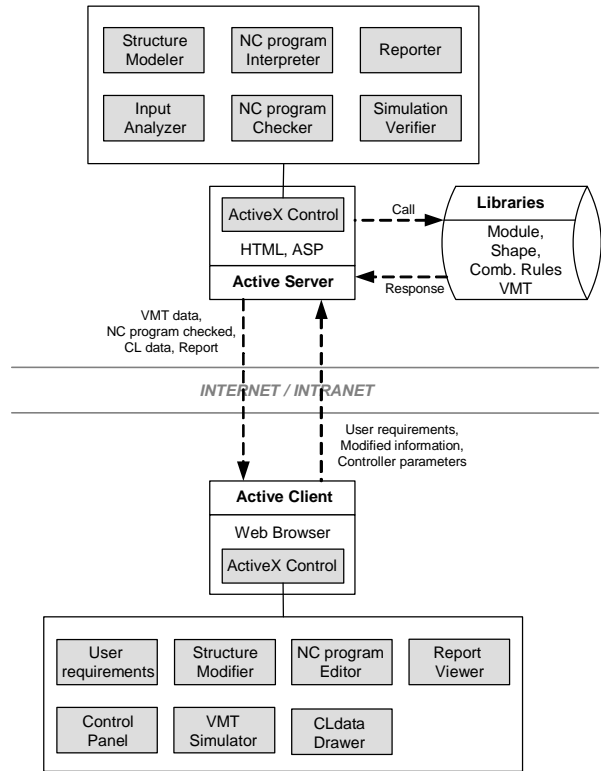 Structure
Modeler
NC program
Interpreter
Reporter
Input
Analyzer
NC program
Checker
Simulation
Verifier
ActiveX Control
HTML, ASP
Active Server
Call
Response
Libraries
Module,
Shape,
Comb. Rules
VMT
VMT data,
NC program checked,
CL data, Report
INTERNET / INTRANET
User requirements,
Modified information,
Controller parameters
Active Client
Web Browser
ActiveX Control
User
requirements
Structure
Modifier
NC program
Editor
Report
Viewer
Control
Panel
VMT
Simulator
CLdata
Drawer